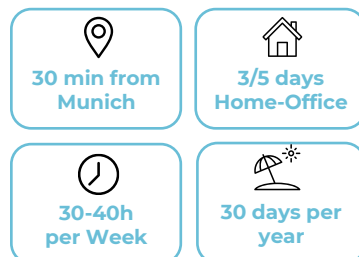 30 min from
Munich
3/5 days
Home-Office
30-40h
per Week
30 days per
year